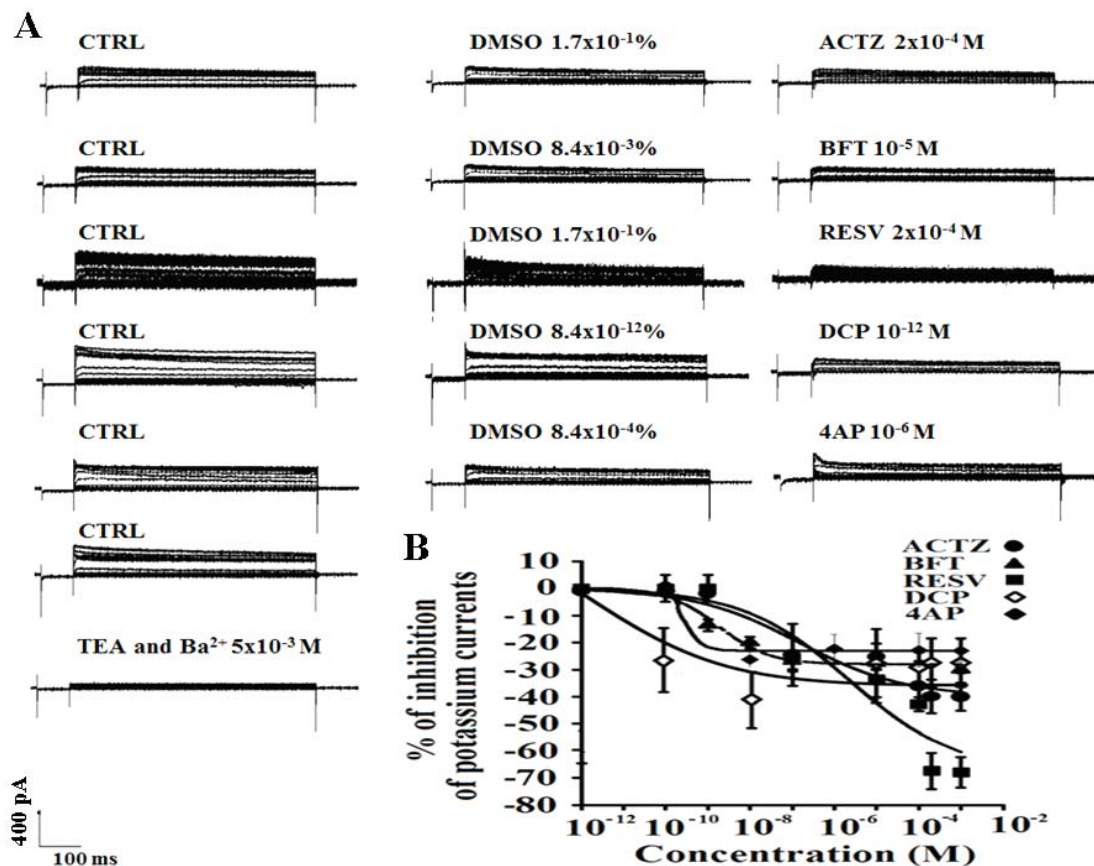 A
CTRL
DMSO 1.7x10⁻¹%
ACTZ 2x10⁻⁴ M
CTRL
DMSO 8.4x10⁻³%
BFT 10⁻⁵ M
CTRL
DMSO 1.7x10⁻¹%
RESV 2x10⁻⁴ M
CTRL
DMSO 8.4x10⁻¹²%
DCP 10⁻¹² M
CTRL
DMSO 8.4x10⁻⁴%
4AP 10⁻⁶ M
CTRL
TEA and Ba²⁺ 5x10⁻³ M
400 pA
100 ms
B
ACTZ
BFT
RESV
DCP
4AP
% of inhibition
of potassium currents
10
0
-10
-20
-30
-40
-50
-60
-70
-80
10⁻¹² 10⁻¹⁰ 10⁻⁸ 10⁻⁶ 10⁻⁴ 10⁻²
Concentration (M)